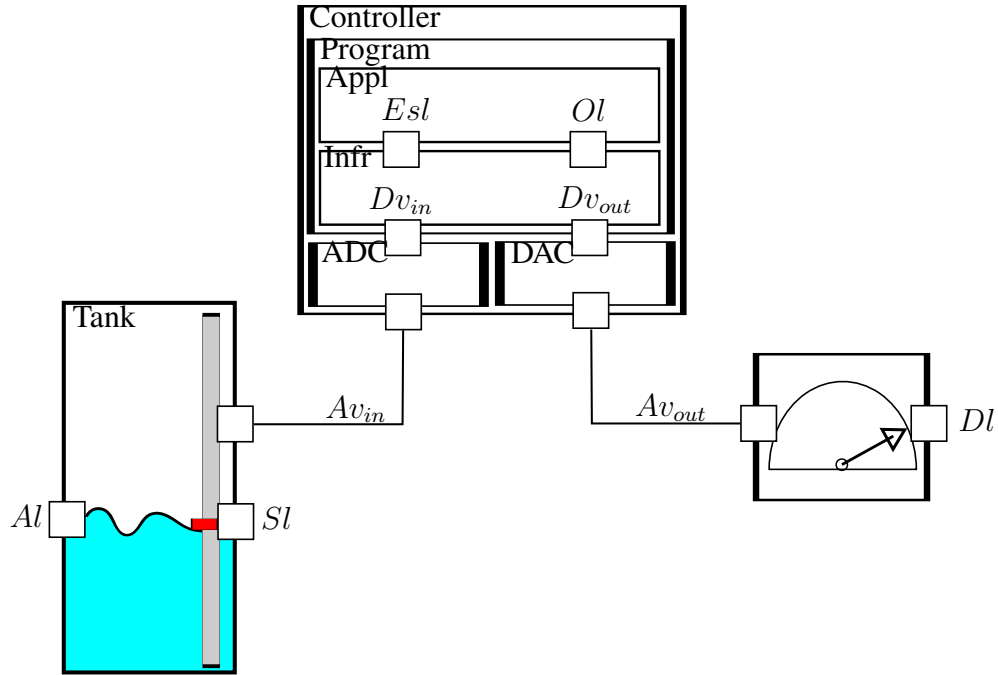 Controller
Program
Appl
Esl Ol
Infr
Dv_in Dv_out
ADC DAC
Tank
Av_in Av_out
Dl
Al Sl